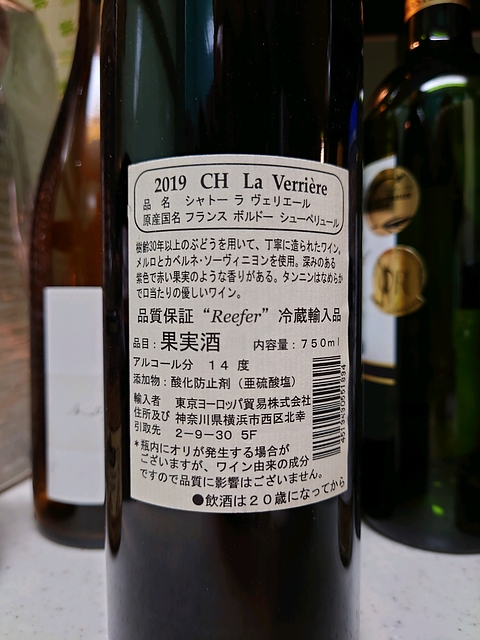 2019 CH La Verrière
品 名 シャトー ラ ヴェリエール
原産国名 フランス ボルドー シューペリュール
樹齢30年以上のぶどうを用いて、丁寧に造られたワイン。
メルロとカベルネ・ソーヴィニヨンを使用。深みのある
紫色で赤い果実のような香りがある。タンニンはなめらか
で口当たりの優しいワイン。
品質保証 “Reefer” 冷蔵輸入品
品目：果実酒 内容量：750ml
アルコール分 14 度
添加物：酸化防止剤（亜硫酸塩）
輸入者 東京ヨーロッパ貿易株式会社
住所及び 神奈川県横浜市西区北幸
引取先 2－9－30 5F
＊瓶内にオリが発生する場合が
ございますが、ワイン由来の成分
ですので品質に影響はございません。
●飲酒は20歳になってから